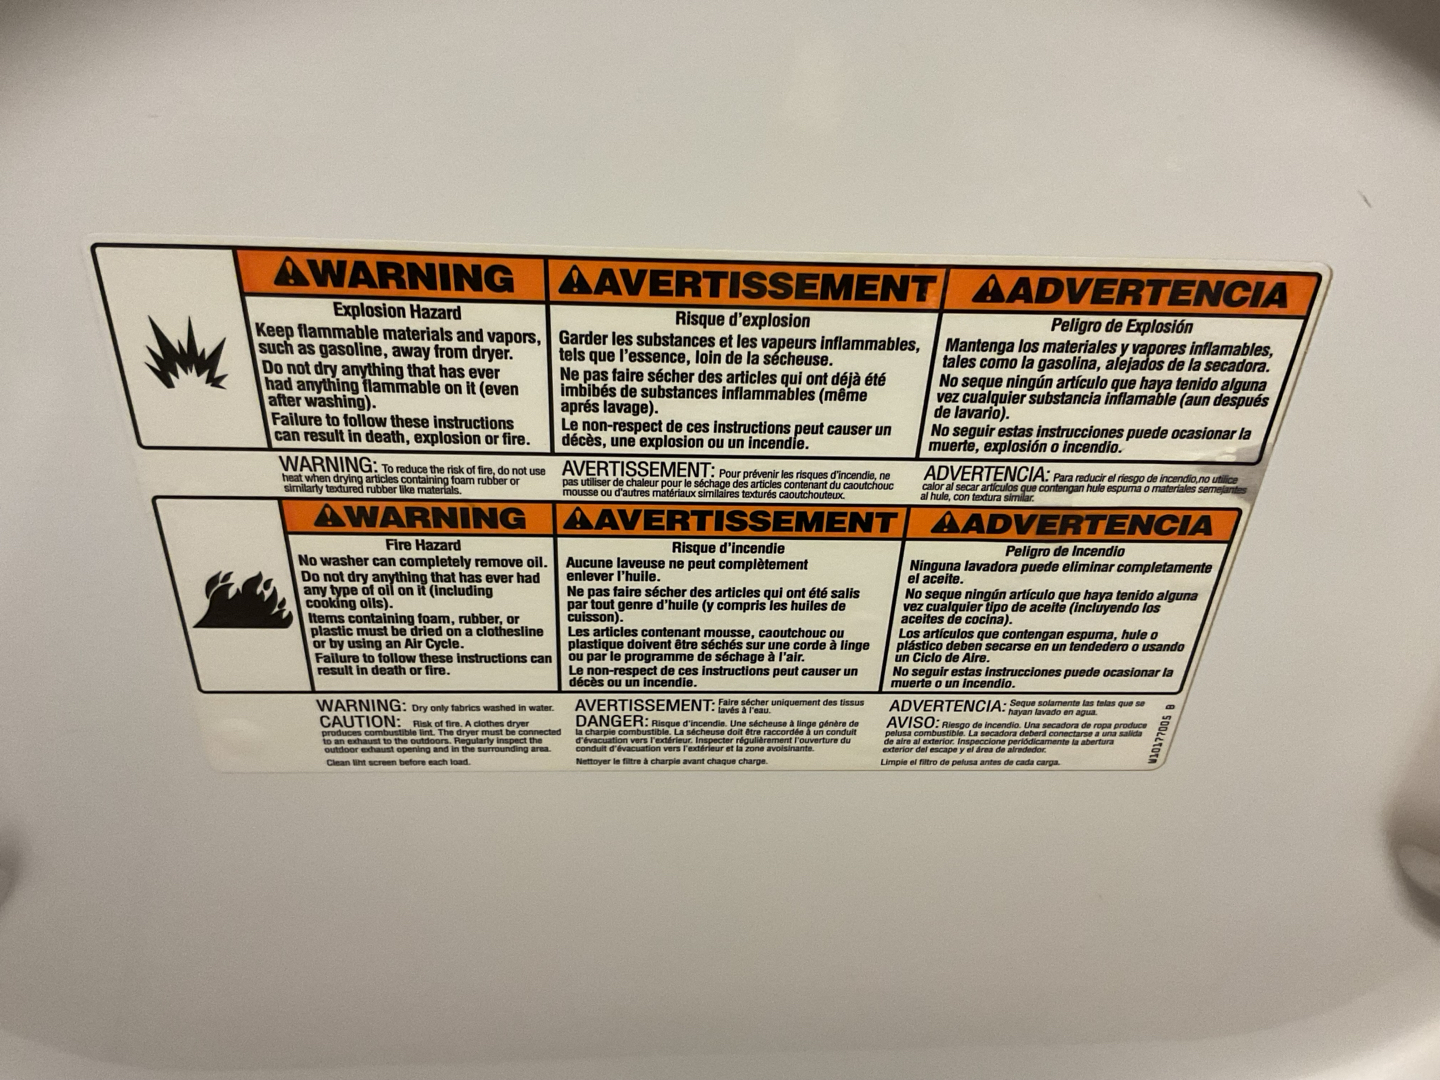 ⚠WARNING
Explosion Hazard
Keep flammable materials and vapors,
such as gasoline, away from dryer.
Do not dry anything that has ever
had anything flammable on it (even
after washing).
Failure to follow these instructions
can result in death, explosion or fire.
⚠AVERTISSEMENT
Risque d'explosion
Garder les substances et les vapeurs inflammables,
tels que l'essence, loin de la sécheuse.
Ne pas faire sécher des articles qui ont déjà été
imbibés de substances inflammables (même
aprés lavage).
Le non-respect de ces instructions peut causer un
décès, une explosion ou un incendie.
⚠ADVERTENCIA
Peligro de Explosión
Mantenga los materiales y vapores inflamables,
tales como la gasolina, alejados de la secadora.
No seque ningún artículo que haya tenido alguna
vez cualquier substancia inflamable (aun después
de lavario).
No seguir estas instrucciones puede ocasionar la
muerte, explosión o incendio.
WARNING: To reduce the risk of fire, do not use
heat when drying articles containing foam rubber or
similarly textured rubber like materials.
AVERTISSEMENT: Pour prévenir les risques d'incendie, ne
pas utiliser de chaleur pour le séchage des articles contenant du caoutchouc
mousse ou d'autres matériaux similaires texturés caoutchouteux.
ADVERTENCIA: Para reducir el riesgo de incendio,no utilice
calor al secar artículos que contengan hule espuma o materiales semejantes
al hule, con textura similar.
⚠WARNING
Fire Hazard
No washer can completely remove oil.
Do not dry anything that has ever had
any type of oil on it (including
cooking oils).
Items containing foam, rubber, or
plastic must be dried on a clothesline
or by using an Air Cycle.
Failure to follow these instructions can
result in death or fire.
⚠AVERTISSEMENT
Risque d'incendie
Aucune laveuse ne peut complètement
enlever l'huile.
Ne pas faire sécher des articles qui ont été salis
par tout genre d'huile (y compris les huiles de
cuisson).
Les articles contenant mousse, caoutchouc ou
plastique doivent être séchés sur une corde à linge
ou par le programme de séchage à l'air.
Le non-respect de ces instructions peut causer un
décès ou un incendie.
⚠ADVERTENCIA
Peligro de Incendio
Ninguna lavadora puede eliminar completamente
el aceite.
No seque ningún artículo que haya tenido alguna
vez cualquier tipo de aceite (incluyendo los
aceites de cocina).
Los artículos que contengan espuma, hule o
plástico deben secarse en un tendedero o usando
un Ciclo de Aire.
No seguir estas instrucciones puede ocasionar la
muerte o un incendio.
WARNING: Dry only fabrics washed in water.
CAUTION: Risk of fire. A clothes dryer
produces combustible lint. The dryer must be connected
to an exhaust to the outdoors. Regularly inspect the
outdoor exhaust opening and in the surrounding area.
Clean lint screen before each load.
AVERTISSEMENT: Faire sécher uniquement des tissus
lavés à l'eau.
DANGER: Risque d'incendie. Une sécheuse à linge génère de
la charpie combustible. La sécheuse doit être raccordée à un conduit
d'évacuation vers l'extérieur. Inspecter régulièrement l'ouverture du
conduit d'évacuation vers l'extérieur et la zone avoisinante.
Nettoyer le filtre à charpie avant chaque charge.
ADVERTENCIA: Seque solamente las telas que se
hayan lavado en agua.
AVISO: Riesgo de incendio. Una secadora de ropa produce
pelusa combustible. La secadora deberá conectarse a una salida
de aire al exterior. Inspeccione periódicamente la abertura
exterior del escape y el área de alrededor.
Limpie el filtro de pelusa antes de cada carga.
W10177005 B